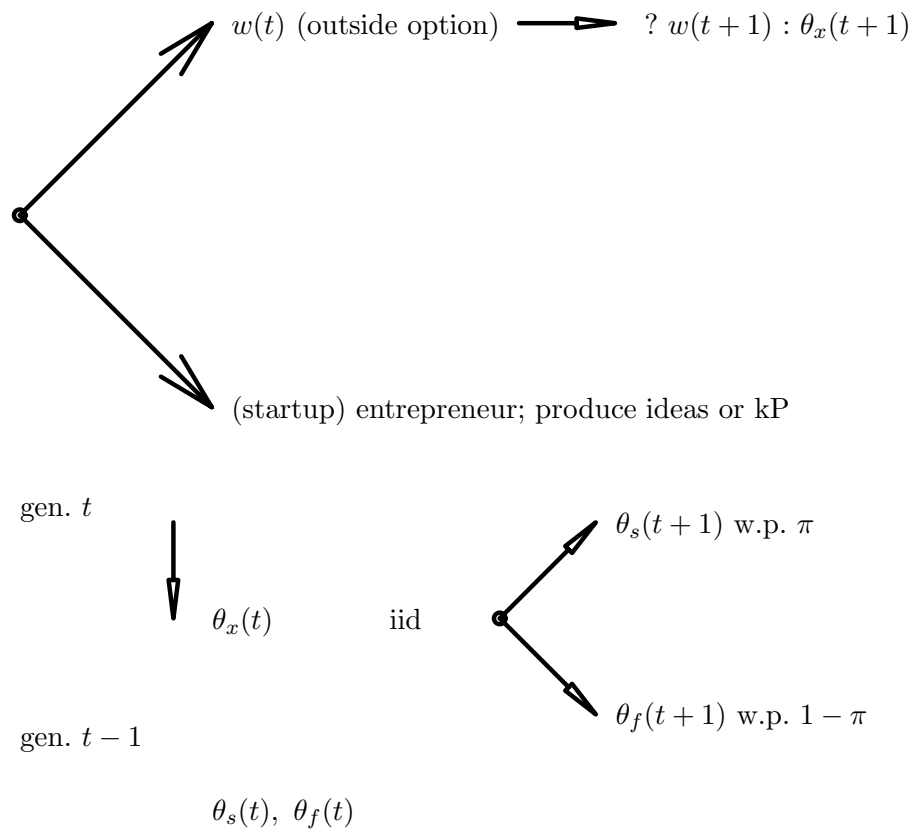 w(t) (outside option) ? w(t + 1) : θ_x(t + 1)
(startup) entrepreneur; produce ideas or kP
gen. t
θ_s(t + 1) w.p. π
θ_x(t) iid
θ_f(t + 1) w.p. 1 − π
gen. t − 1
θ_s(t), θ_f(t)